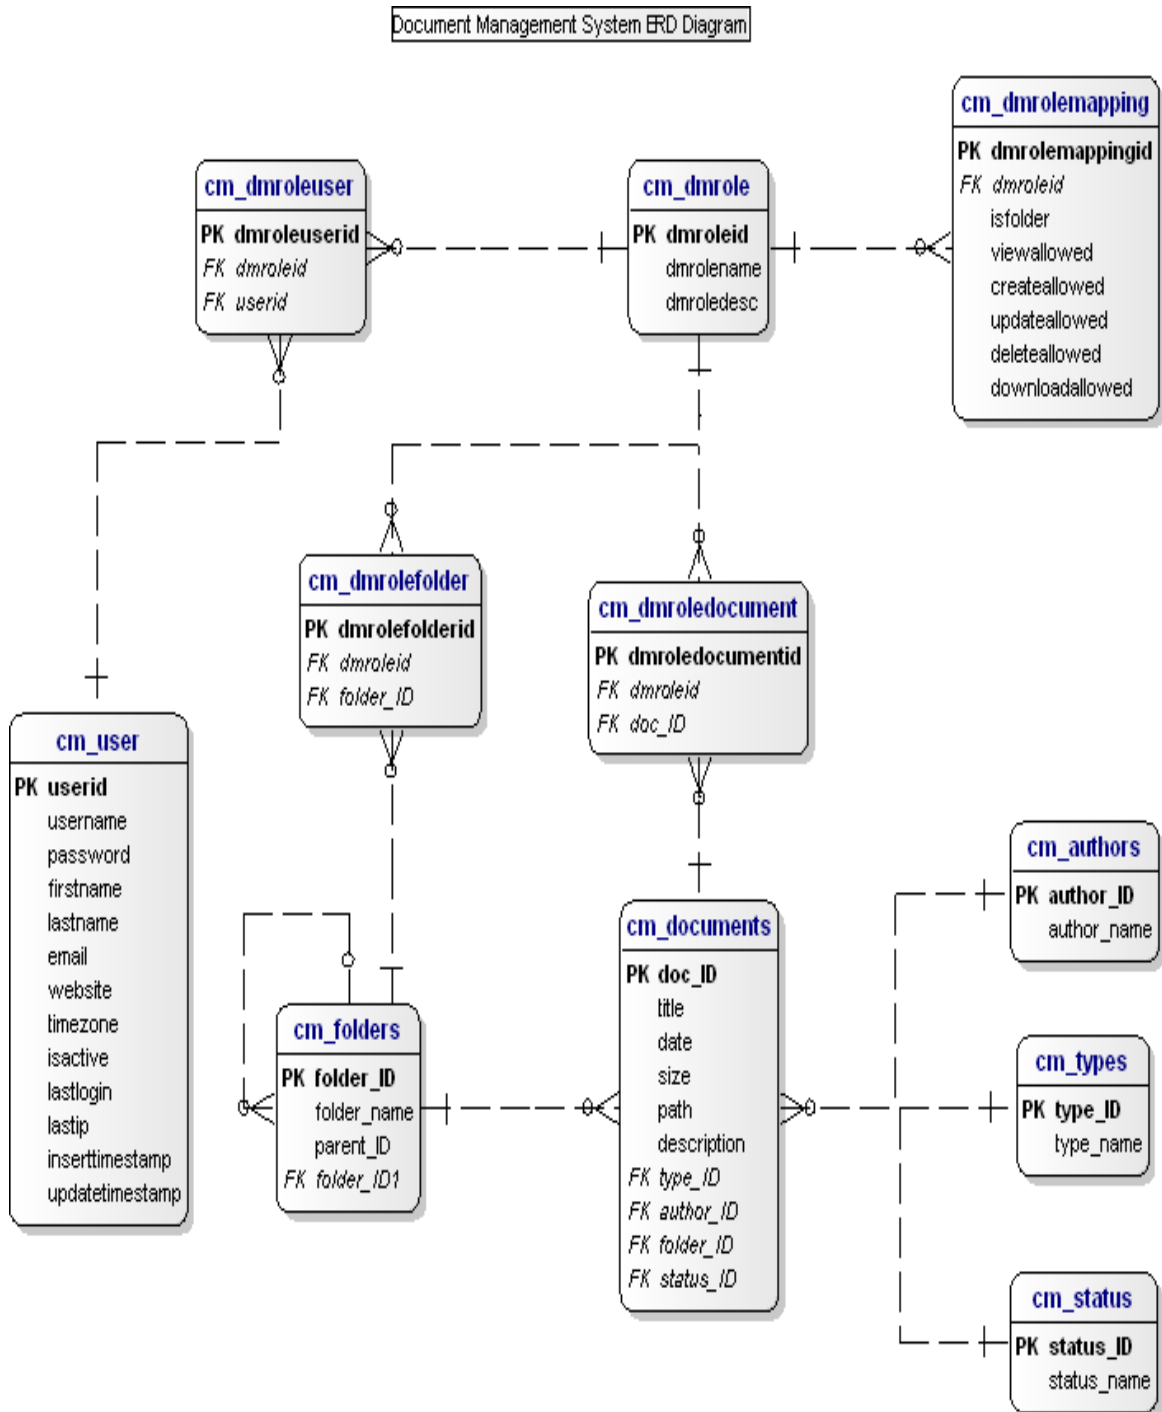 Document Management System ERD Diagram
cm_dmrolemapping
PK dmrolemappingid
FK dmroleid
isfolder
viewallowed
createallowed
updateallowed
deleteallowed
downloadallowed
cm_dmroleuser
PK dmroleuserid
FK dmroleid
FK userid
cm_dmrole
PK dmroleid
dmrolename
dmroledesc
cm_dmrolefolder
PK dmrolefolderid
FK dmroleid
FK folder_ID
cm_dmroledocument
PK dmroledocumentid
FK dmroleid
FK doc_ID
cm_user
PK userid
username
password
firstname
lastname
email
website
timezone
isactive
lastlogin
lastip
inserttimestamp
updatetimestamp
cm_folders
PK folder_ID
folder_name
parent_ID
FK folder_ID1
cm_documents
PK doc_ID
title
date
size
path
description
FK type_ID
FK author_ID
FK folder_ID
FK status_ID
cm_authors
PK author_ID
author_name
cm_types
PK type_ID
type_name
cm_status
PK status_ID
status_name